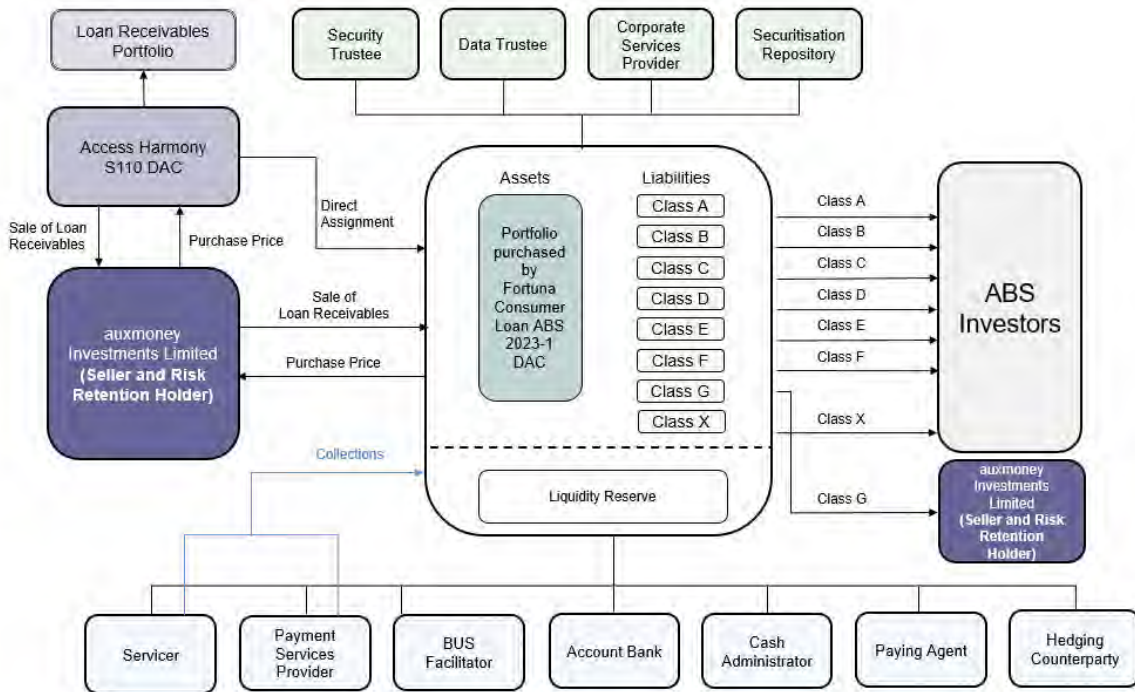 Loan Receivables
Portfolio
Security
Trustee
Data Trustee
Corporate
Services
Provider
Securitisation
Repository
Access Harmony
S110 DAC
Direct
Assignment
Sale of Loan
Receivables
Purchase Price
auxmoney
Investments Limited
(Seller and Risk
Retention Holder)
Sale of
Loan Receivables
Purchase Price
Collections
Assets
Portfolio
purchased
by
Fortuna
Consumer
Loan ABS
2023-1
DAC
Liabilities
Class A
Class B
Class C
Class D
Class E
Class F
Class G
Class X
Liquidity Reserve
Class A
Class B
Class C
Class D
Class E
Class F
Class X
Class G
ABS
Investors
auxmoney
Investments
Limited
(Seller and Risk
Retention
Holder)
Servicer
Payment
Services
Provider
BUS
Facilitator
Account Bank
Cash
Administrator
Paying Agent
Hedging
Counterparty